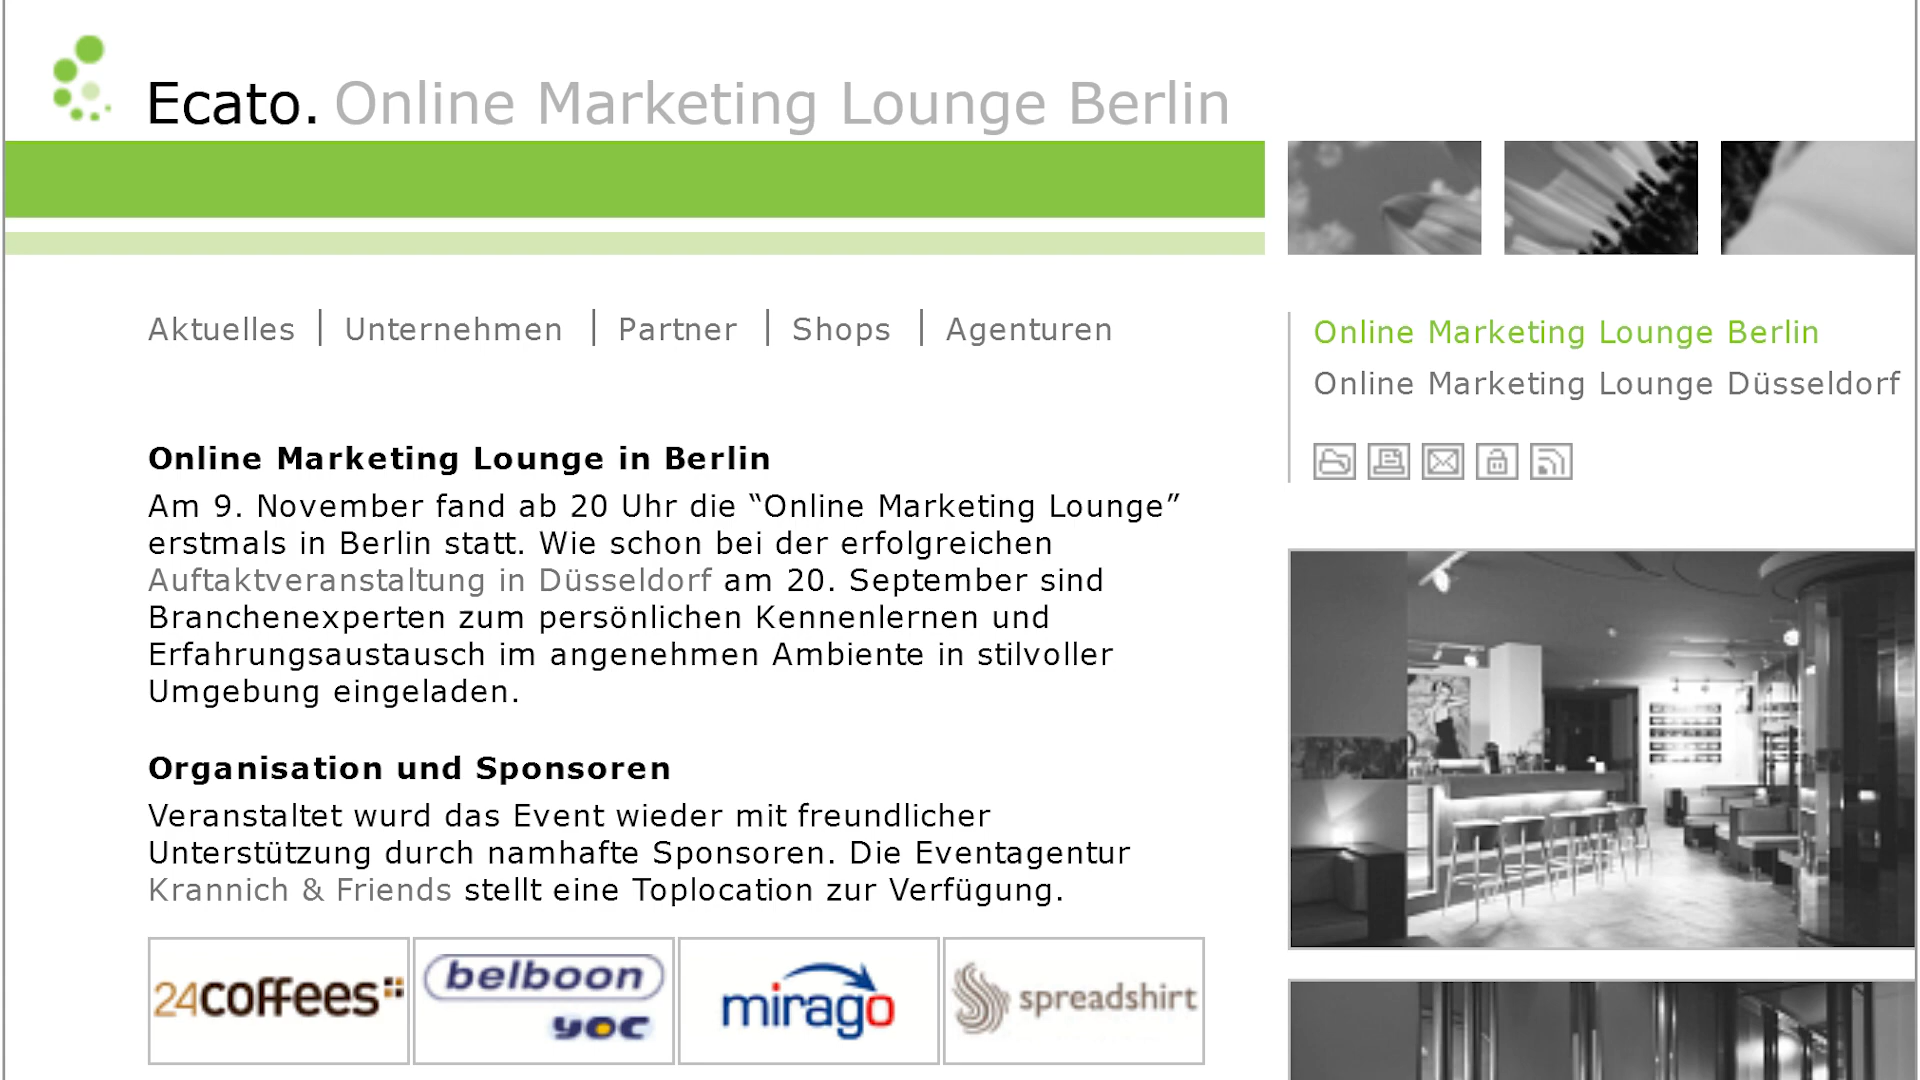 Ecato. Online Marketing Lounge Berlin
Aktuelles | Unternehmen | Partner | Shops | Agenturen
Online Marketing Lounge Berlin
Online Marketing Lounge Düsseldorf
Online Marketing Lounge in Berlin
Am 9. November fand ab 20 Uhr die “Online Marketing Lounge”
erstmals in Berlin statt. Wie schon bei der erfolgreichen
Auftaktveranstaltung in Düsseldorf am 20. September sind
Branchenexperten zum persönlichen Kennenlernen und
Erfahrungsaustausch im angenehmen Ambiente in stilvoller
Umgebung eingeladen.
Organisation und Sponsoren
Veranstaltet wurd das Event wieder mit freundlicher
Unterstützung durch namhafte Sponsoren. Die Eventagentur
Krannich & Friends stellt eine Toplocation zur Verfügung.
24coffees
belboon
yoc
mirago
spreadshirt